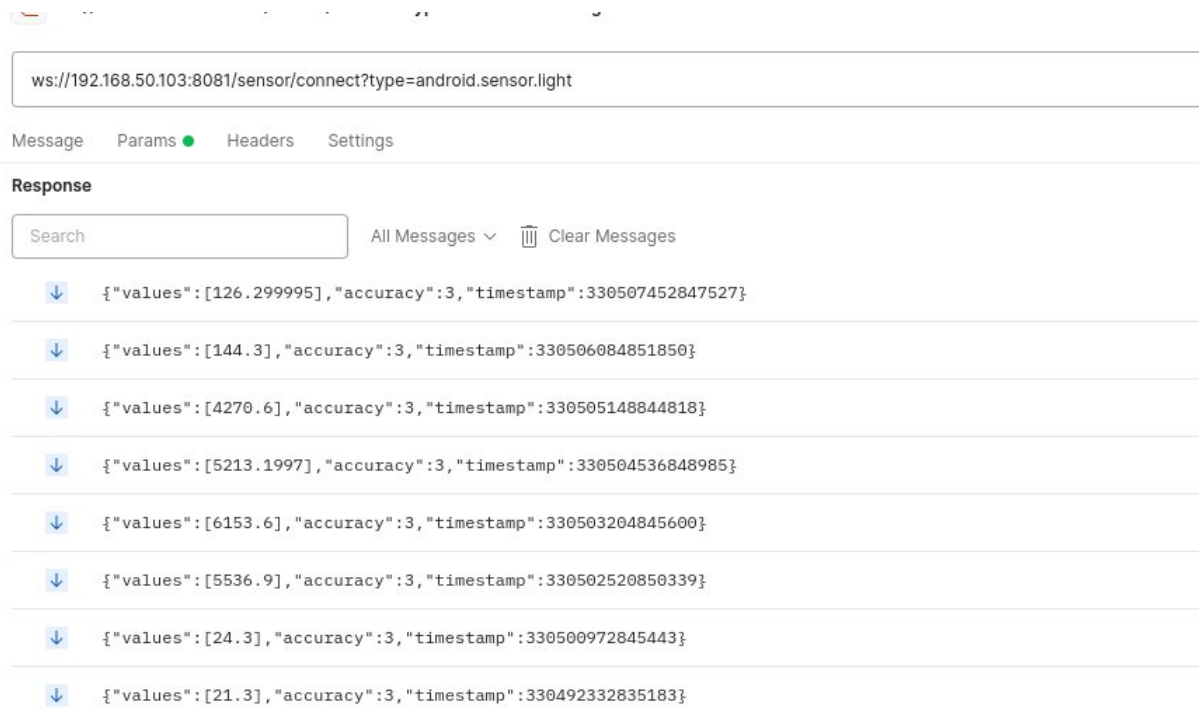 ws://192.168.50.103:8081/sensor/connect?type=android.sensor.light
Message Params Headers Settings
Response
Search All Messages Clear Messages
{"values":[126.299995],"accuracy":3,"timestamp":330507452847527}
{"values":[144.3],"accuracy":3,"timestamp":330506084851850}
{"values":[4270.6],"accuracy":3,"timestamp":330505148844818}
{"values":[5213.1997],"accuracy":3,"timestamp":330504536848985}
{"values":[6153.6],"accuracy":3,"timestamp":330503204845600}
{"values":[5536.9],"accuracy":3,"timestamp":330502520850339}
{"values":[24.3],"accuracy":3,"timestamp":330500972845443}
{"values":[21.3],"accuracy":3,"timestamp":330492332835183}